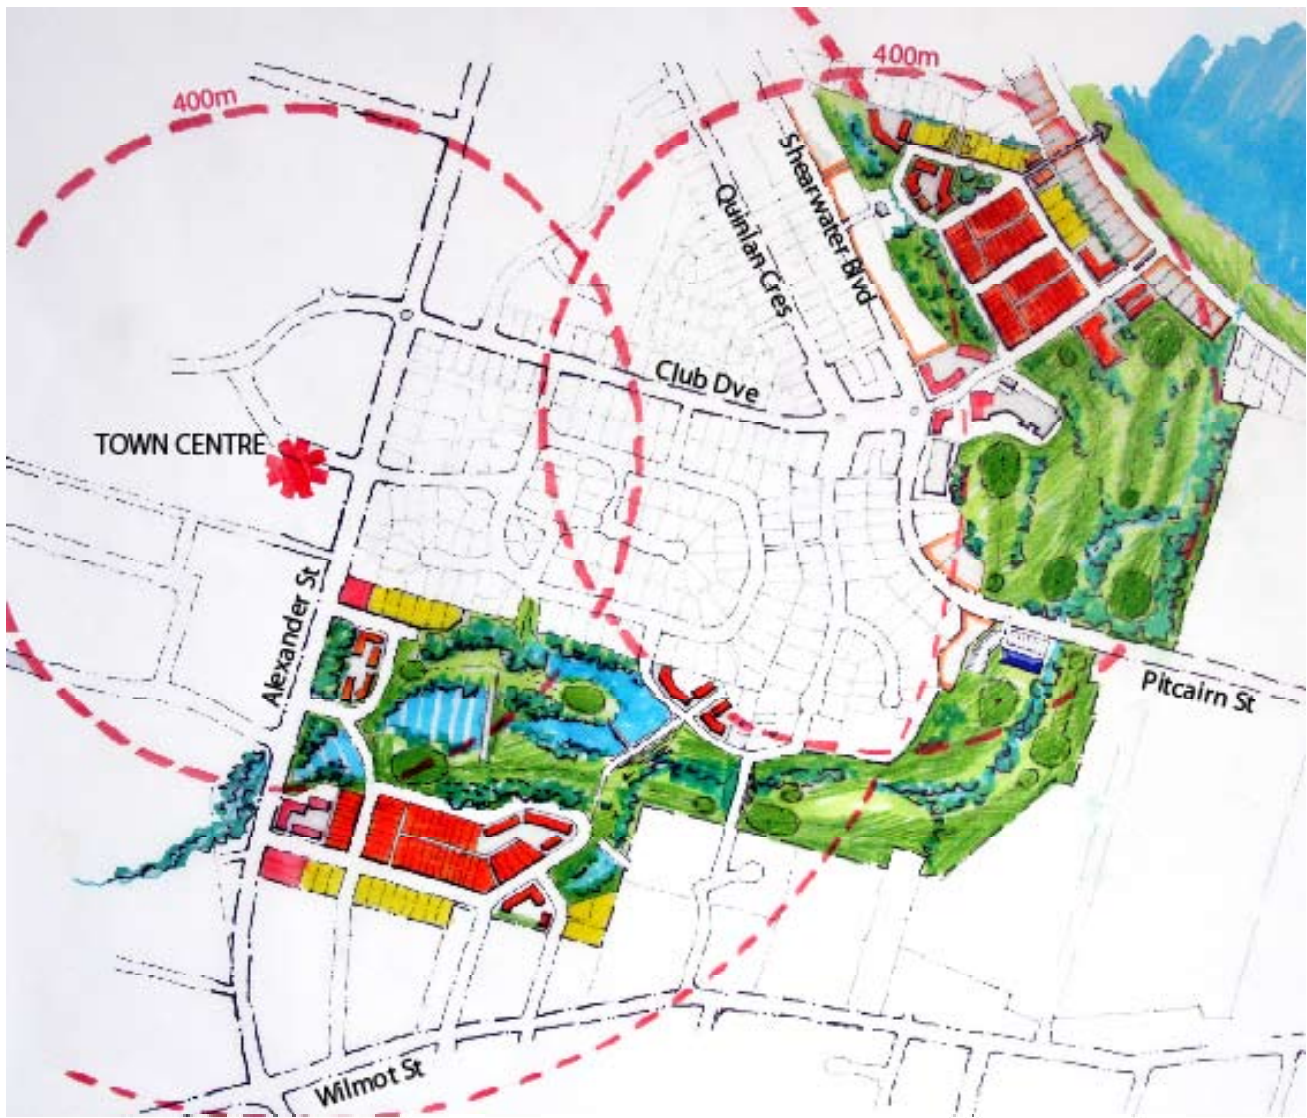 400m
400m
Shearwater Blvd
Quinlan Cres
Club Dve
TOWN CENTRE
Alexander St
Pitcairn St
Wilmot St